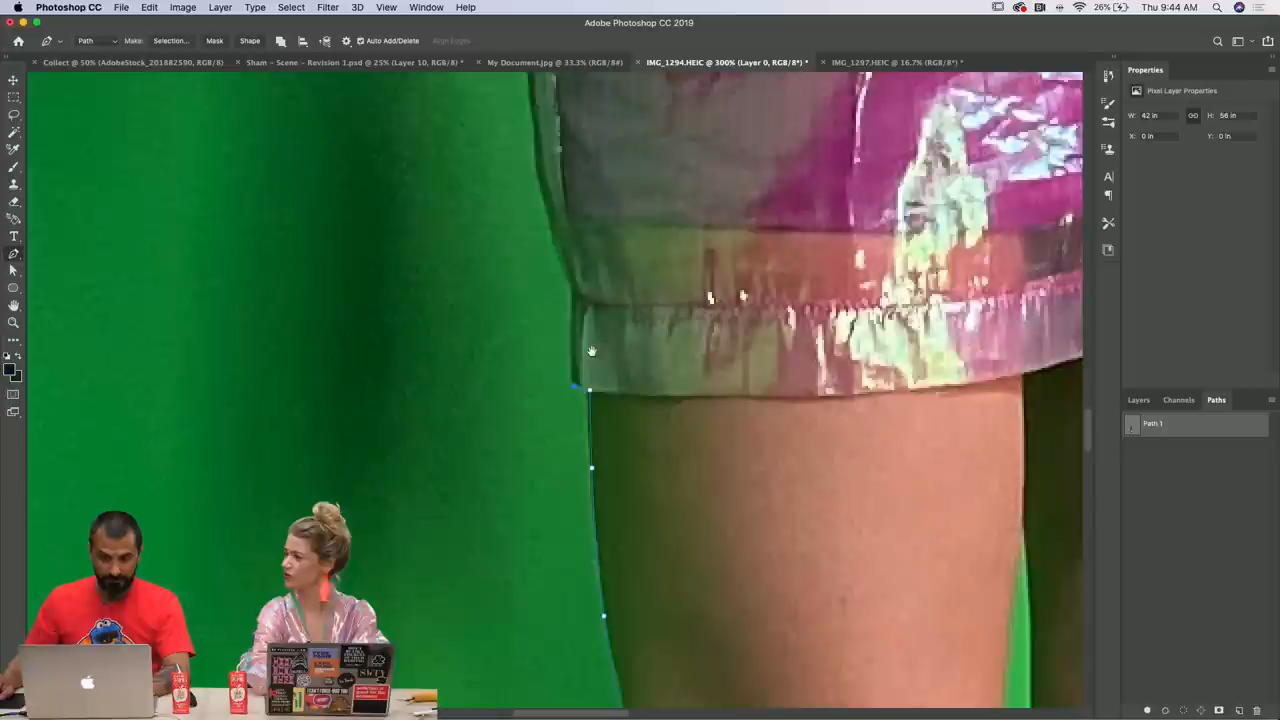 Photoshop CC File Edit Image Layer Type Select Filter 3D View Window Help 26% Thu 9:44 AM
Adobe Photoshop CC 2019
Path Make: Selection... Mask Shape Auto Add/Delete Align Edges
Collect @ 50% (AdobeStock_201882590, RGB/8) Sham - Scene - Revision 1.psd @ 25% (Layer 10, RGB/8) * My Document.jpg @ 33.3% (RGB/8#) IMG_1294.HEIC @ 300% (Layer 0, RGB/8*) * IMG_1297.HEIC @ 16.7% (RGB/8*) *
Properties
Pixel Layer Properties
W: 42 in H: 56 in
X: 0 in Y: 0 in
Layers Channels Paths
Path 1